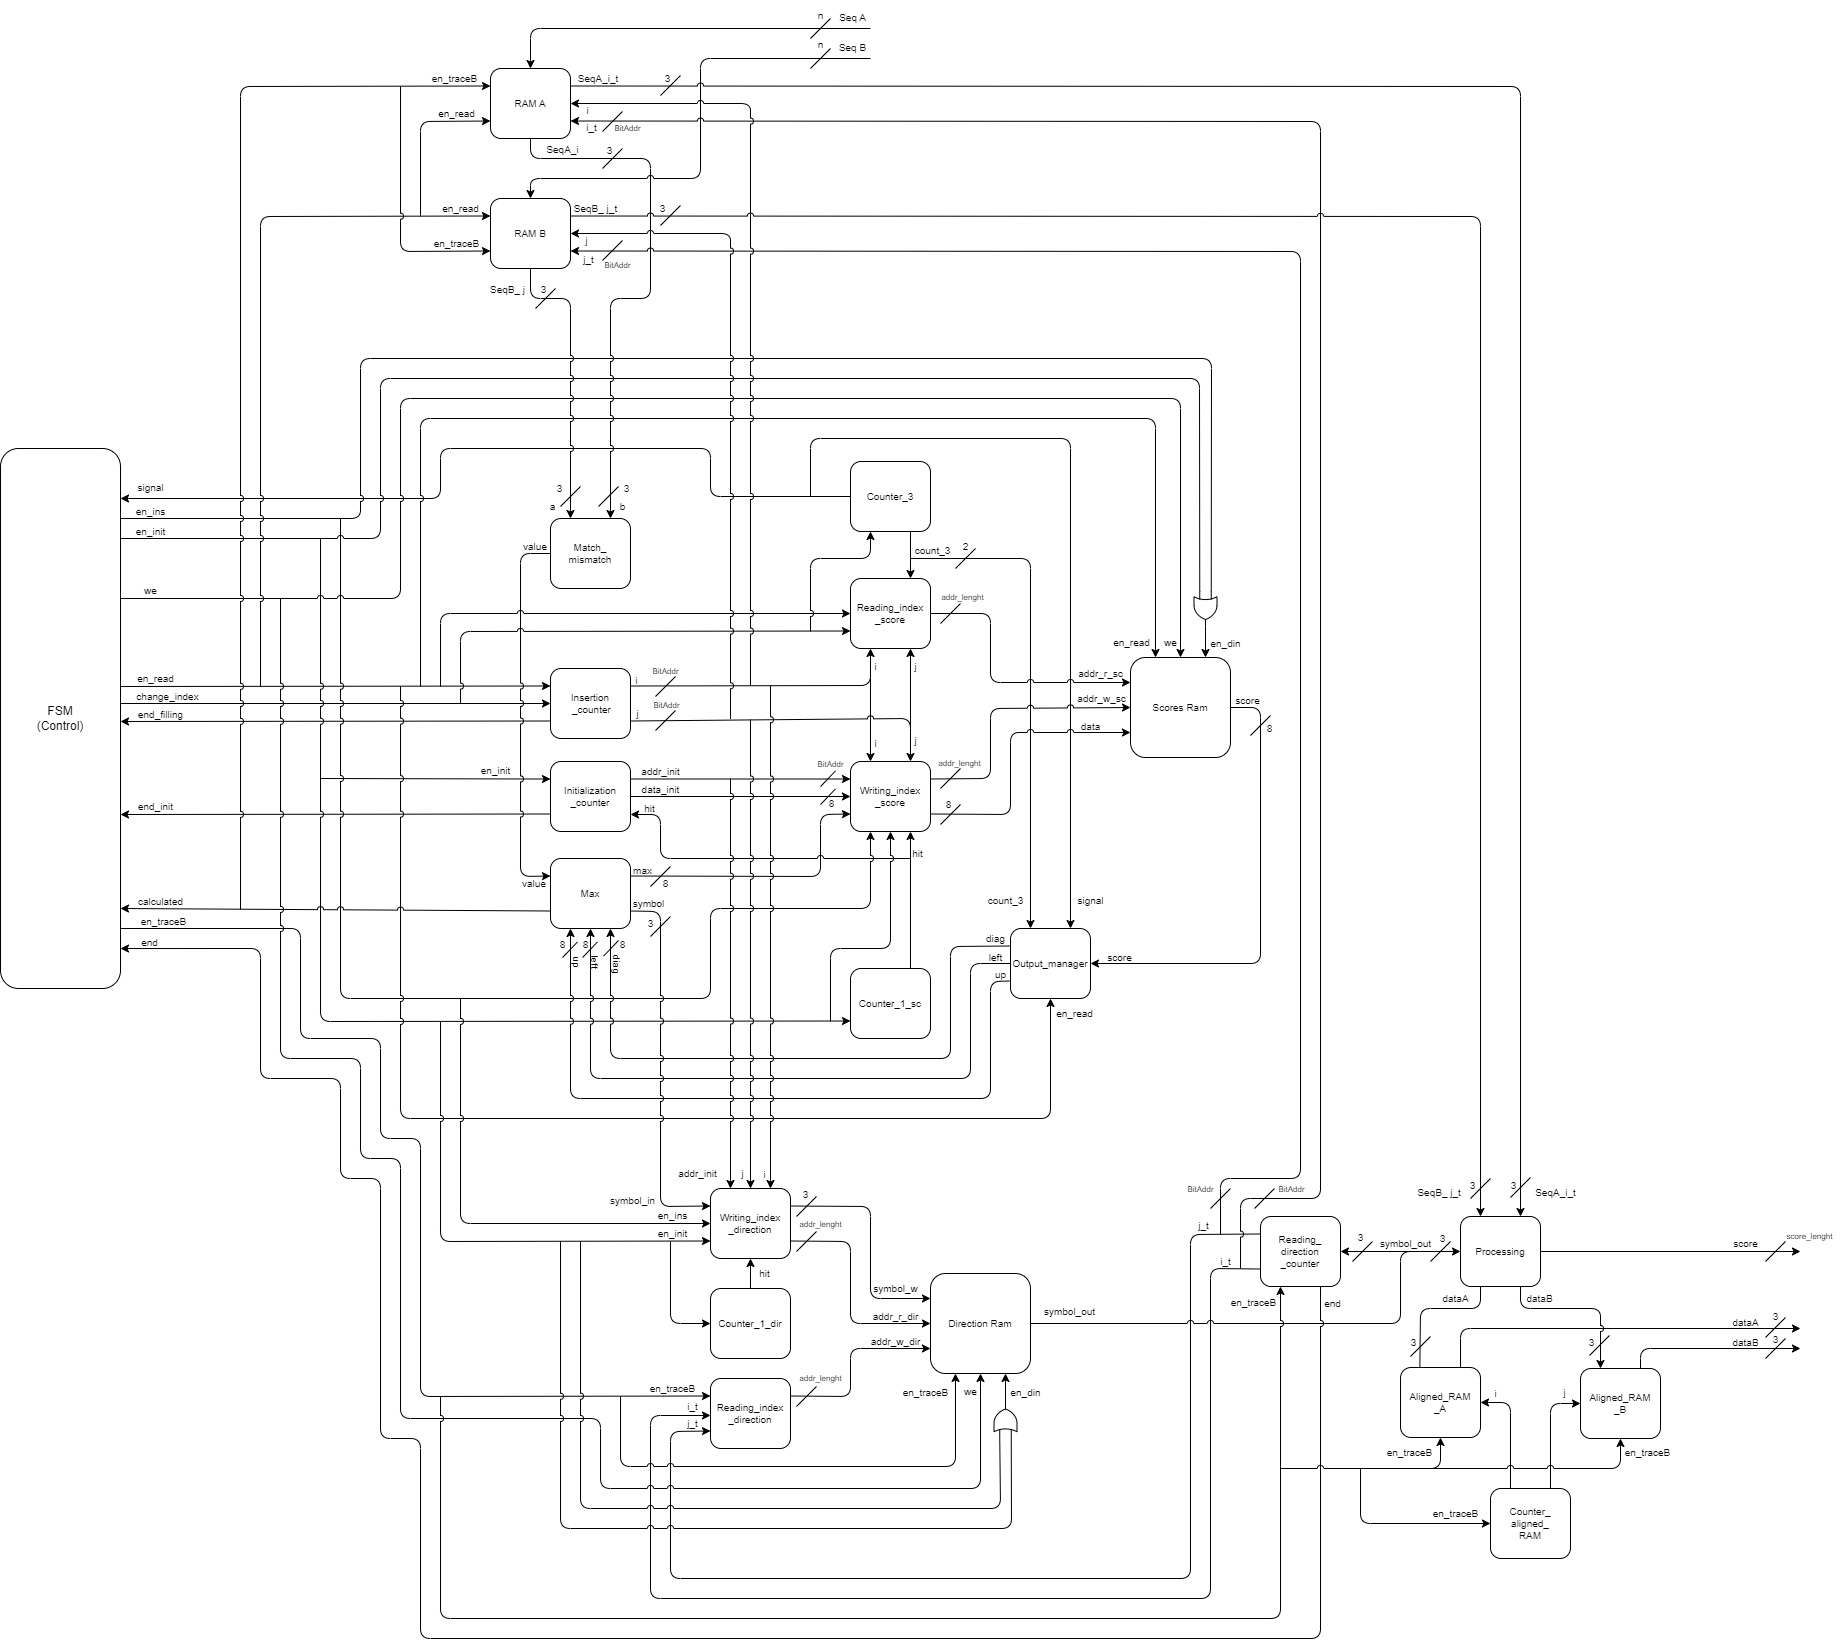 n
Seq A
n
Seq B
en_traceB
RAM A
SeqA_i_t
3
en_read
i
i_t
BitAddr
SeqA_i
3
en_read
RAM B
SeqB_ j_t
3
en_traceB
j
j_t
BitAddr
SeqB_ j
3
FSM
(Control)
signal
en_ins
en_init
we
en_read
change_index
end_filling
end_init
calculated
en_traceB
end
3
3
a
b
Match_
mismatch
value
Counter_3
count_3
2
Reading_index
_score
addr_lenght
i
j
en_read
we
en_din
Scores Ram
addr_r_sc
addr_w_sc
data
score
8
Insertion
_counter
i
BitAddr
j
BitAddr
i
j
en_init
Initialization
_counter
addr_init
data_init
hit
BitAddr
8
Writing_index
_score
addr_lenght
8
hit
Max
value
max
8
symbol
3
8
8
8
up
left
diag
Counter_1_sc
count_3
signal
diag
left
up
Output_manager
score
en_read
addr_init
j
i
symbol_in
en_ins
en_init
Writing_index
_direction
3
addr_lenght
hit
Counter_1_dir
symbol_w
addr_r_dir
addr_w_dir
Direction Ram
symbol_out
en_traceB
i_t
j_t
Reading_index
_direction
addr_lenght
en_traceB
we
en_din
BitAddr
BitAddr
j_t
i_t
Reading_
direction
_counter
en_traceB
end
3
symbol_out
3
SeqB_ j_t
3
3
SeqA_i_t
Processing
score
score_lenght
dataA
dataB
3
3
dataA
3
dataB
3
Aligned_RAM
_A
i
j
Aligned_RAM
_B
en_traceB
en_traceB
en_traceB
Counter_
aligned_
RAM